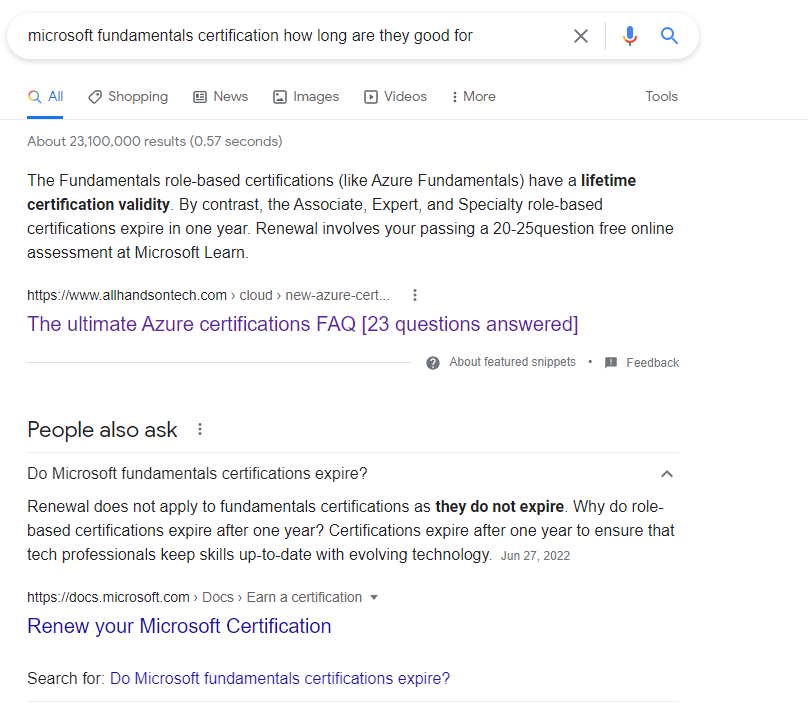 microsoft fundamentals certification how long are they good for
All Shopping News Images Videos More Tools
About 23,100,000 results (0.57 seconds)
The Fundamentals role-based certifications (like Azure Fundamentals) have a lifetime
certification validity. By contrast, the Associate, Expert, and Specialty role-based
certifications expire in one year. Renewal involves your passing a 20-25question free online
assessment at Microsoft Learn.
https://www.allhandsontech.com › cloud › new-azure-cert...
The ultimate Azure certifications FAQ [23 questions answered]
About featured snippets • Feedback
People also ask
Do Microsoft fundamentals certifications expire?
Renewal does not apply to fundamentals certifications as they do not expire. Why do role-
based certifications expire after one year? Certifications expire after one year to ensure that
tech professionals keep skills up-to-date with evolving technology. Jun 27, 2022
https://docs.microsoft.com › Docs › Earn a certification
Renew your Microsoft Certification
Search for: Do Microsoft fundamentals certifications expire?